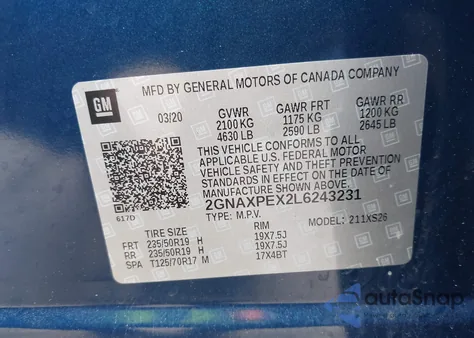 MFD BY GENERAL MOTORS OF CANADA COMPANY
GM
03/20
GVWR GAWR FRT GAWR RR
2100 KG 1175 KG 1200 KG
4630 LB 2590 LB 2645 LB
THIS VEHICLE CONFORMS TO ALL
APPLICABLE U.S. FEDERAL MOTOR
VEHICLE SAFETY AND THEFT PREVENTION
STANDARDS IN EFFECT ON THE DATE OF
MANUFACTURE SHOWN ABOVE.
2GNAXPEX2L6243231
617D
TYPE: M.P.V. MODEL: 211XS26
TIRE SIZE RIM
FRT 235/50R19 H 19X7.5J
RR 235/50R19 H 19X7.5J
SPA T125/70R17 M 17X4BT
autoSnap